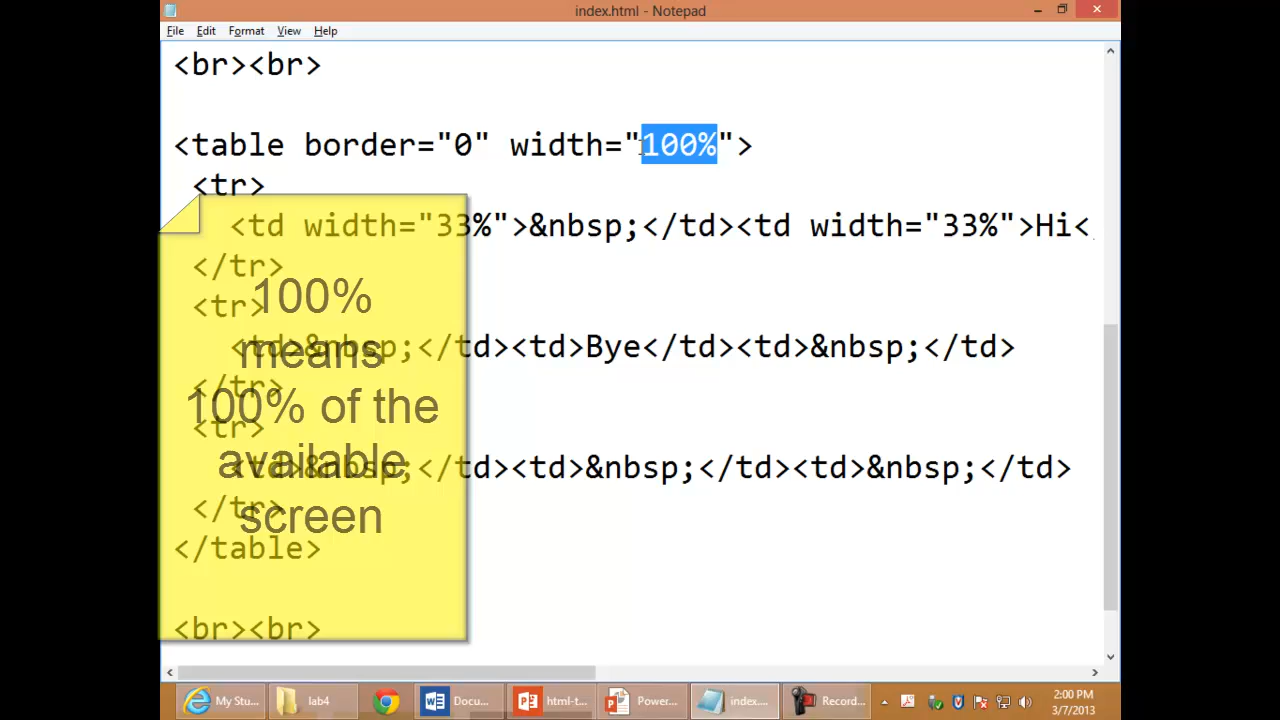 index.html - Notepad
File Edit Format View Help
<br><br>
<table border="0" width="100%">
<tr>
<td width="33%">&nbsp;</td><td width="33%">Hi<
</tr>
<tr>
<td>&nbsp;</td><td>Bye</td><td>&nbsp;</td>
</tr>
<tr>
<td>&nbsp;</td><td>&nbsp;</td><td>&nbsp;</td>
</tr>
</table>
<br><br>
100%
means
100% of the
available
screen
My Stu... lab4 Docu... html-t... Power... index.... Record... 2:00 PM
3/7/2013